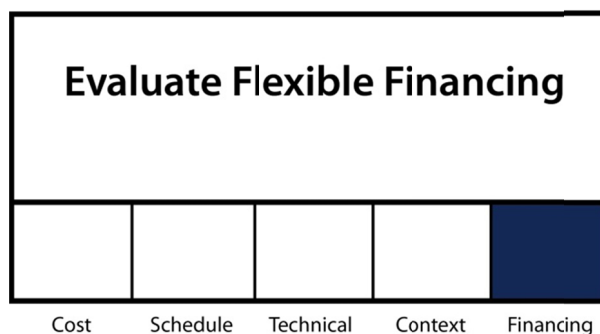 Evaluate Flexible Financing
Cost Schedule Technical Context Financing